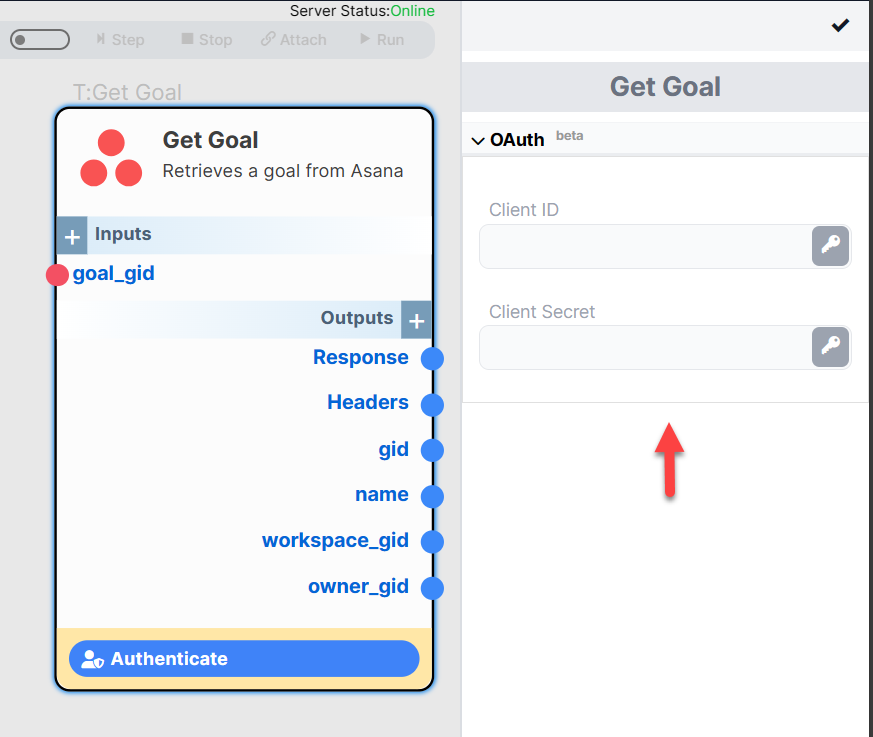 Server Status:Online
Step Stop Attach Run
T:Get Goal
Get Goal
Retrieves a goal from Asana
Inputs
goal_gid
Outputs
Response
Headers
gid
name
workspace_gid
owner_gid
Authenticate
Get Goal
OAuth beta
Client ID
Client Secret